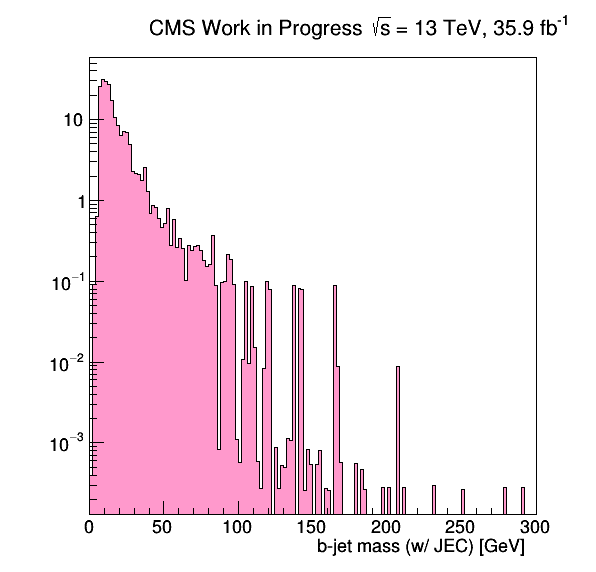 CMS Work in Progress √s = 13 TeV, 35.9 fb⁻¹
10
1
10⁻¹
10⁻²
10⁻³
0 50 100 150 200 250 300
b-jet mass (w/ JEC) [GeV]